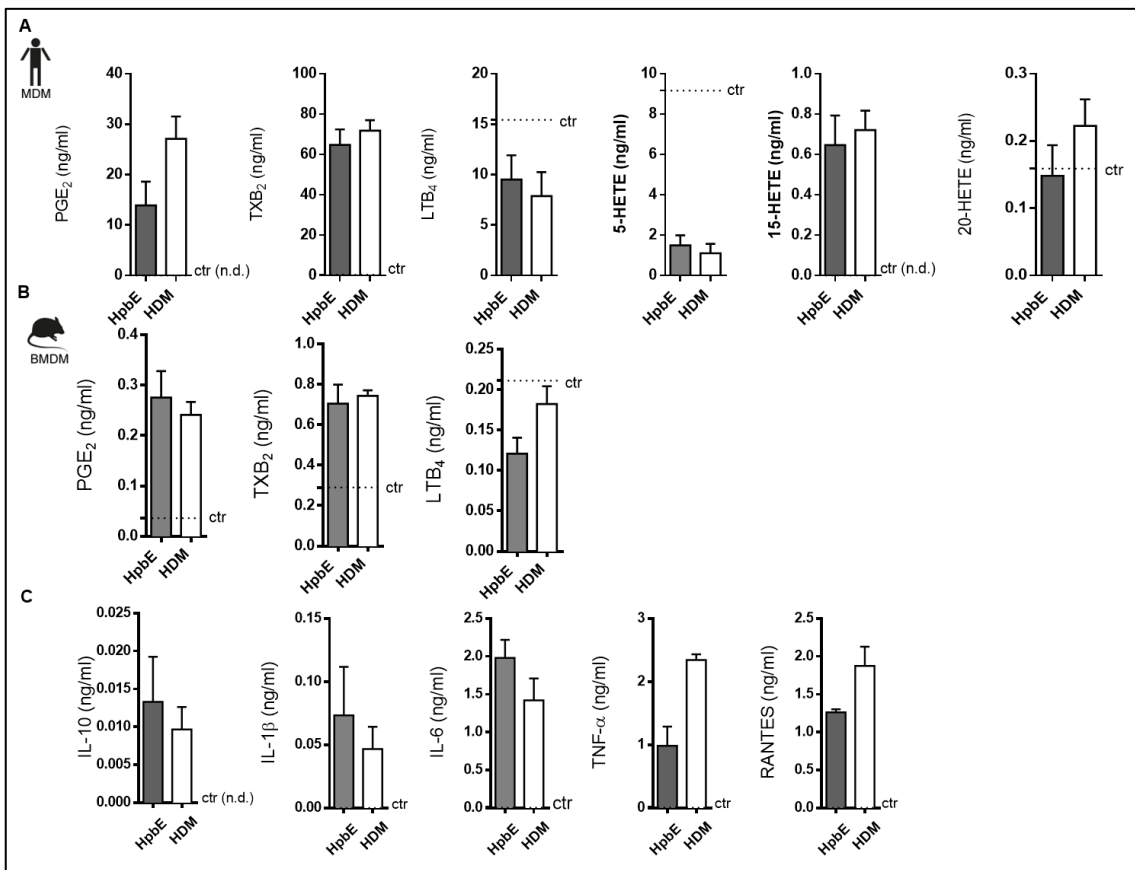 A
MDM
PGE2 (ng/ml)
40
30
20
10
0
ctr (n.d.)
HpbE
HDM
TXB2 (ng/ml)
100
80
60
40
20
0
ctr
HpbE
HDM
LTB4 (ng/ml)
20
15
10
5
0
ctr
HpbE
HDM
5-HETE (ng/ml)
10
8
6
4
2
0
ctr
HpbE
HDM
15-HETE (ng/ml)
1.0
0.8
0.6
0.4
0.2
0.0
ctr (n.d.)
HpbE
HDM
20-HETE (ng/ml)
0.3
0.2
0.1
0.0
ctr
HpbE
HDM
B
BMDM
PGE2 (ng/ml)
0.4
0.3
0.2
0.1
0.0
ctr
HpbE
HDM
TXB2 (ng/ml)
1.0
0.8
0.6
0.4
0.2
0.0
ctr
HpbE
HDM
LTB4 (ng/ml)
0.25
0.20
0.15
0.10
0.05
0.00
ctr
HpbE
HDM
C
IL-10 (ng/ml)
0.025
0.020
0.015
0.010
0.005
0.000
ctr (n.d.)
HpbE
HDM
IL-1β (ng/ml)
0.15
0.10
0.05
0.00
ctr
HpbE
HDM
IL-6 (ng/ml)
2.5
2.0
1.5
1.0
0.5
0.0
ctr
HpbE
HDM
TNF-α (ng/ml)
3
2
1
0
ctr
HpbE
HDM
RANTES (ng/ml)
2.5
2.0
1.5
1.0
0.5
0.0
ctr
HpbE
HDM